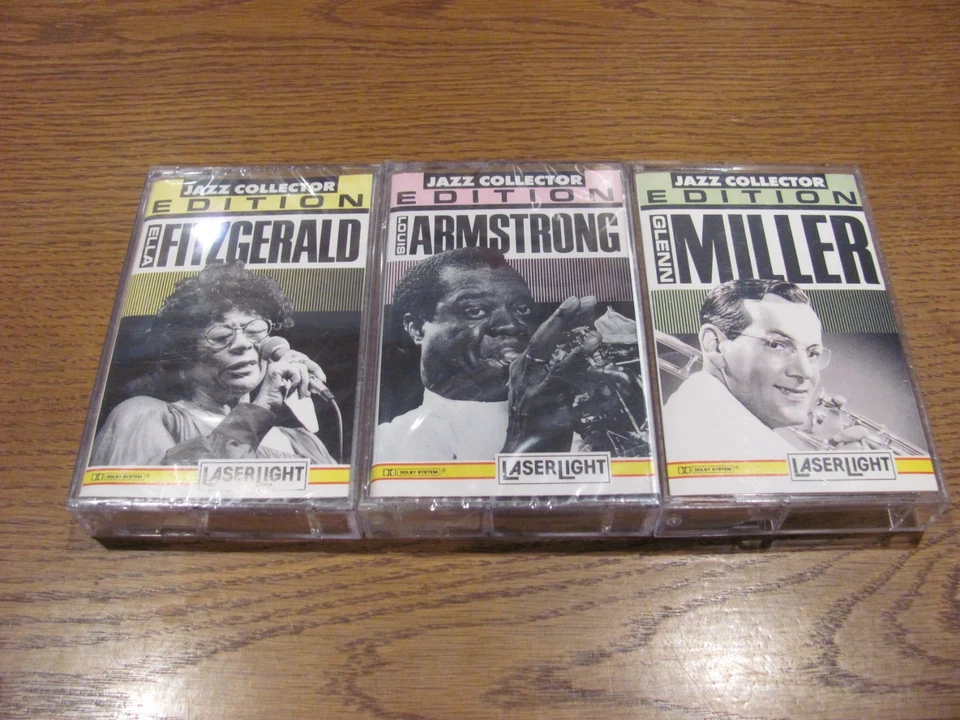 JAZZ COLLECTOR
EDITION
ELLA
FITZGERALD
DOLBY SYSTEM®
LASERLIGHT
JAZZ COLLECTOR
EDITION
LOUIS
ARMSTRONG
DOLBY SYSTEM®
LASERLIGHT
JAZZ COLLECTOR
EDITION
GLENN
MILLER
DOLBY SYSTEM®
LASERLIGHT